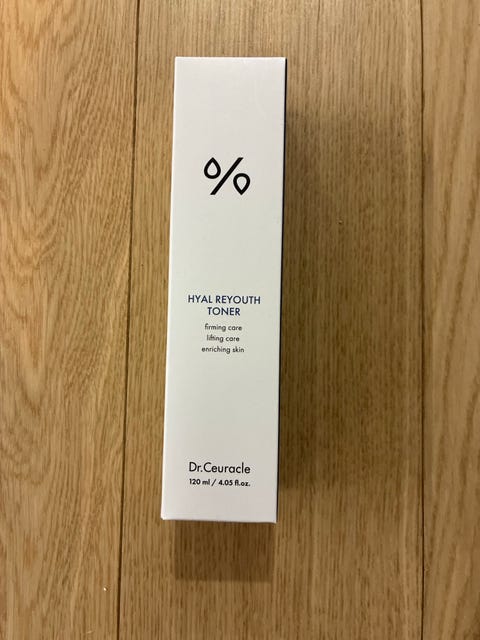 %
HYAL REYOUTH
TONER
firming care
lifting care
enriching skin
Dr.Ceuracle
120 ml / 4.05 fl.oz.